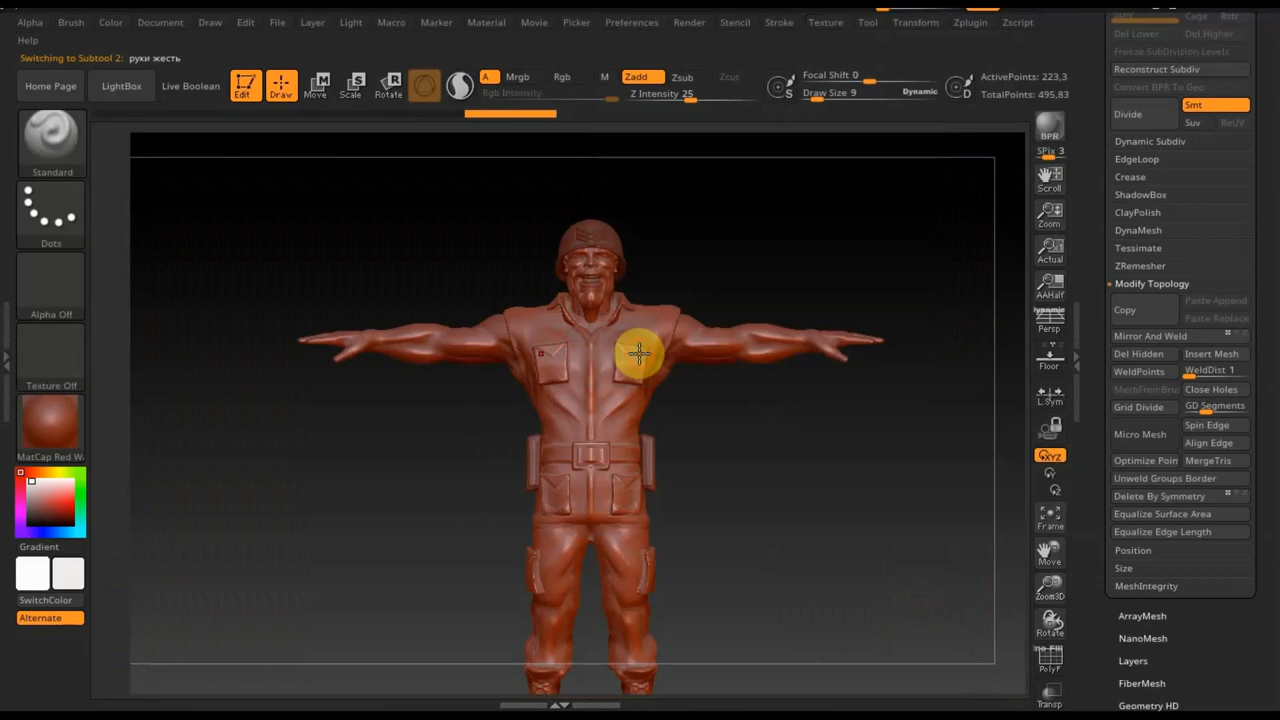 Alpha Brush Color Document Draw Edit File Layer Light Macro Marker Material Movie Picker Preferences Render Stencil Stroke Texture Tool Transform Zplugin Zscript
Help
Switching to Subtool 2: руки жесть
Home Page
LightBox
Live Boolean
Edit
Draw
Move
Scale
Rotate
A
Mrgb
Rgb
M
Rgb Intensity
Zadd
Zsub
Zcut
Z Intensity 25
Focal Shift 0
Draw Size 9
Dynamic
ActivePoints: 223,3
TotalPoints: 495,83
Standard
Dots
Alpha Off
Texture Off
MatCap Red W
Gradient
SwitchColor
Alternate
BPR
SPix 3
Scroll
Zoom
Actual
AAHalf
Dynamic
Persp
Floor
L.Sym
XYZ
Frame
Move
Zoom3D
Rotate
PolyF
Transp
SDiv
Cage
Rstr
Del Lower
Del Higher
Freeze SubDivision Levels
Reconstruct Subdiv
Convert BPR To Geo
Divide
Smt
Suv
ReUV
Dynamic Subdiv
EdgeLoop
Crease
ShadowBox
ClayPolish
DynaMesh
Tessimate
ZRemesher
Modify Topology
Copy
Paste Append
Paste Replace
Mirror And Weld
Del Hidden
Insert Mesh
WeldPoints
WeldDist 1
MeshFromBru
Close Holes
Grid Divide
GD Segments
Micro Mesh
Spin Edge
Align Edge
Optimize Poin
MergeTris
Unweld Groups Border
Delete By Symmetry
Equalize Surface Area
Equalize Edge Length
Position
Size
MeshIntegrity
ArrayMesh
NanoMesh
Layers
FiberMesh
Geometry HD